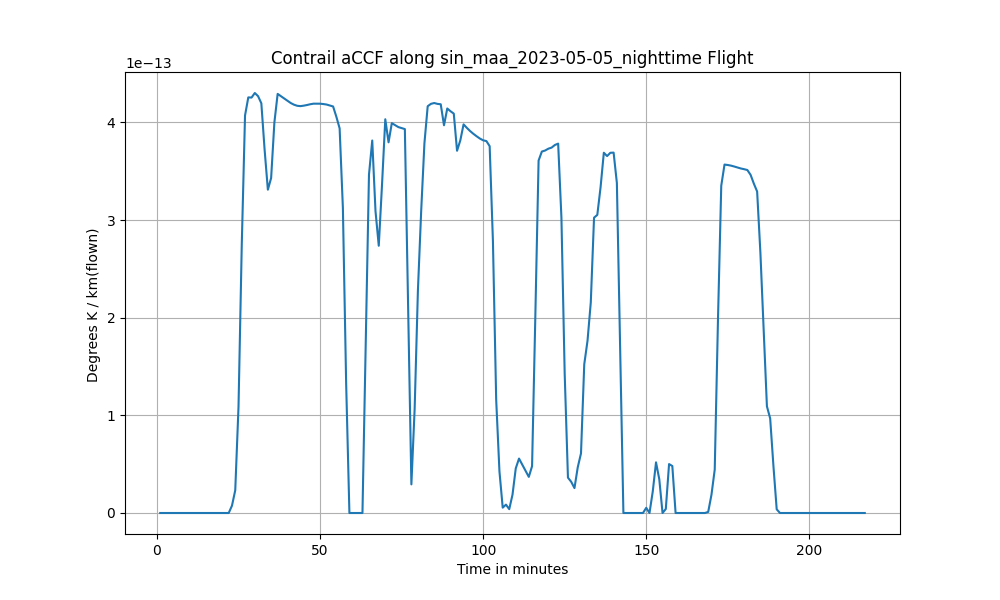 Contrail aCCF along sin_maa_2023-05-05_nighttime Flight
1e−13
4
3
2
1
0
Degrees K / km(flown)
0 50 100 150 200
Time in minutes